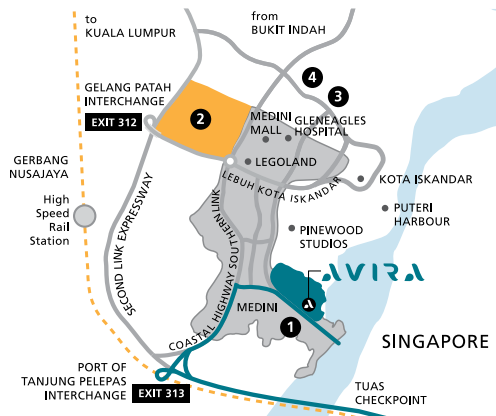 to
KUALA LUMPUR
from
BUKIT INDAH
4
3
GELANG PATAH
INTERCHANGE
EXIT 312
2
MEDINI
MALL
GLENEAGLES
HOSPITAL
LEGOLAND
LEBUH KOTA ISKANDAR
KOTA ISKANDAR
GERBANG
NUSAJAYA
High
Speed
Rail
Station
SECOND LINK EXPRESSWAY
COASTAL HIGHWAY SOUTHERN LINK
PUTERI
HARBOUR
PINEWOOD
STUDIOS
AVIRA
A
MEDINI
1
SINGAPORE
PORT OF
TANJUNG PELEPAS
INTERCHANGE
EXIT 313
TUAS
CHECKPOINT